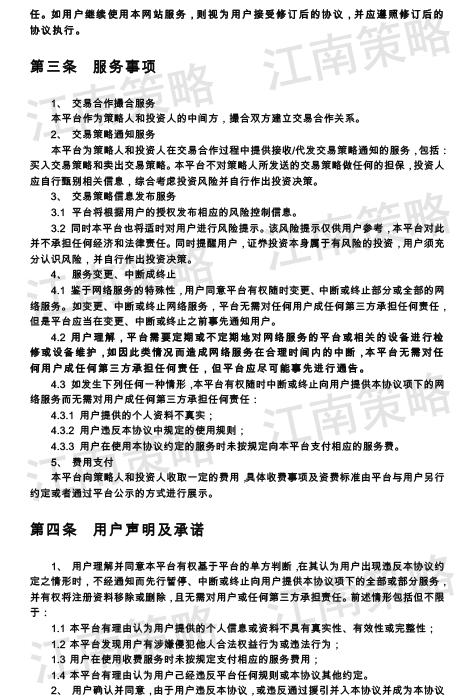 任。如用户继续使用本网站服务，则视为用户接受修订后的协议，并应遵照修订后的
协议执行。
第三条 服务事项
1、 交易合作撮合服务
本平台作为策略人和投资人的中间方，撮合双方建立交易合作关系。
2、 交易策略通知服务
本平台为策略人和投资人在交易合作过程中提供接收/代发交易策略通知的服务，包括：
买入交易策略和卖出交易策略。本平台不对策略人所发送的交易策略做任何的担保，投资人
应自行甄别相关信息，综合考虑投资风险并自行作出投资决策。
3、 交易策略信息发布服务
3.1 平台将根据用户的授权发布相应的风险控制信息。
3.2 同时本平台也将适时对用户进行风险提示。该风险提示仅供用户参考，本平台对此
并不承担任何经济和法律责任。同时提醒用户，证券投资本身属于有风险的投资，用户须充
分认识风险，并自行作出投资决策。
4、 服务变更、中断成终止
4.1 鉴于网络服务的特殊性，用户同意平台有权随时变更、中断或终止部分或全部的网
络服务。如变更、中断或终止网络服务，平台无需对任何用户成任何第三方承担任何责任，
但是平台应当在变更、中断或终止之前事先通知用户。
4.2 用户理解，平台需要定期或不定期地对网络服务的平台或相关的设备进行检
修或设备维护，如因此类情况而造成网络服务在合理时间内的中断，本平台无需对任
何用户成任何第三方承担任何责任，但平台应尽可能事先进行通告。
4.3 如发生下列任何一种情形，本平台有权随时中断或终止向用户提供本协议项下的网
络服务而无需对用户成任何第三方承担任何责任：
4.3.1 用户提供的个人资料不真实；
4.3.2 用户违反本协议中规定的使用规则；
4.3.3 用户在使用本协议约定的服务时未按规定向本平台支付相应的服务费。
5、 费用支付
本平台向策略人和投资人收取一定的费用，具体收费事项及资费标准由平台与用户另行
约定或者通过平台公示的方式进行展示。
第四条 用户声明及承诺
1、 用户理解并同意本平台有权基于平台的单方判断，在其认为用户出现违反本协议约
定之情形时，不经通知而先行暂停、中断或终止向用户提供本协议项下的全部或部分服务，
并有权将注册资料移除或删除，且无需对用户或任何第三方承担责任。前述情形包括但不限
于：
1.1 本平台有理由认为用户提供的个人信息或资料不具有真实性、有效性或完整性；
1.2 本平台发现用户有涉嫌侵犯他人合法权益行为或违法行为；
1.3 用户在使用收费服务时未按规定支付相应的服务费用；
1.4 本平台有理由认为用户已经违反平台任何规则或本协议其他约定。
2、 用户确认并同意，由于用户违反本协议，或违反通过援引并入本协议并成为本协议
江南策略
江南策略
江南策略
江南策略
江南策略
江南策略
江南策略
江南策略